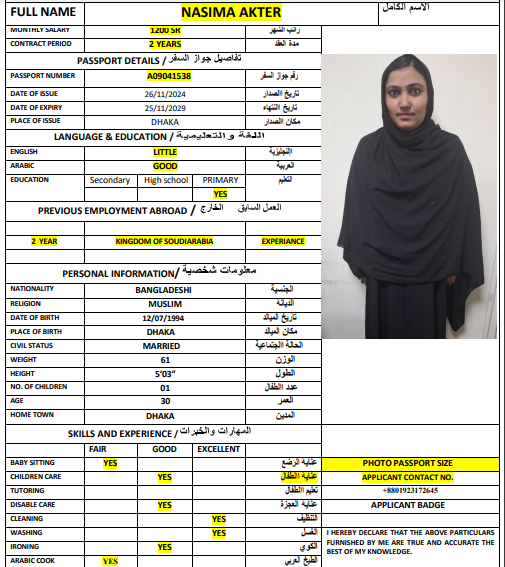 FULL NAME NASIMA AKTER الاسم الكامل
MONTHLY SALARY 1200 SR راتب الشهر
CONTRACT PERIOD 2 YEARS مدة العقد
PASSPORT DETAILS / تفاصيل جواز السفر
PASSPORT NUMBER A09041538 رقم جواز السفر
DATE OF ISSUE 26/11/2024 تاريخ الصدار
DATE OF EXPIRY 25/11/2029 تاريخ النتهاء
PLACE OF ISSUE DHAKA مكان الصدار
LANGUAGE & EDUCATION / اللغة والتعليمية
ENGLISH LITTLE النجليزية
ARABIC GOOD العربية
EDUCATION Secondary High school PRIMARY التعليم
YES
PREVIOUS EMPLOYMENT ABROAD / العمل السابق الخارج
2 YEAR KINGDOM OF SOUDIARABIA EXPERIANCE
PERSONAL INFORMATION/ معلومات شخصية
NATIONALITY BANGLADESHI الجنسية
RELIGION MUSLIM الديانة
DATE OF BIRTH 12/07/1994 تاريخ الميالد
PLACE OF BIRTH DHAKA مكان الميالد
CIVIL STATUS MARRIED الحالة الجتماعية
WEIGHT 61 الوزن
HEIGHT 5'03" الطول
NO. OF CHILDREN 01 عدد الطفال
AGE 30 العمر
HOME TOWN DHAKA المدين
SKILLS AND EXPERIENCE / المهارات والخبرات
FAIR GOOD EXCELLENT
BABY SITTING YES عناية الرضع PHOTO PASSPORT SIZE
CHILDREN CARE YES عناية الطفال APPLICANT CONTACT NO.
TUTORING تعليم الطفال +8801923172645
DISABLE CARE YES عناية العجزة APPLICANT BADGE
CLEANING YES التنظيف
WASHING YES الغسل I HEREBY DECLARE THAT THE ABOVE PARTICULARS
IRONING YES الكوي FURNISHED BY ME ARE TRUE AND ACCURATE THE
ARABIC COOK YES الطبخ العربي BEST OF MY KNOWLEDGE.